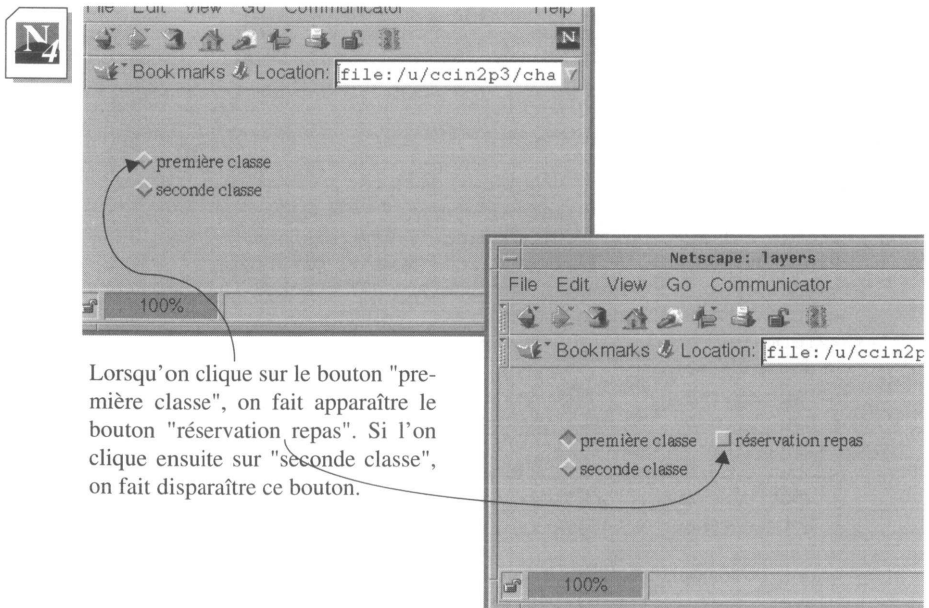 File Edit View Go Communicator Help
N
4
N
Bookmarks Location: file:/u/ccin2p3/cha
première classe
seconde classe
100%
Lorsqu'on clique sur le bouton "pre-
mière classe", on fait apparaître le
bouton "réservation repas". Si l'on
clique ensuite sur "seconde classe",
on fait disparaître ce bouton.
Netscape: layers
File Edit View Go Communicator
Bookmarks Location: file:/u/ccin2p
première classe réservation repas
seconde classe
100%